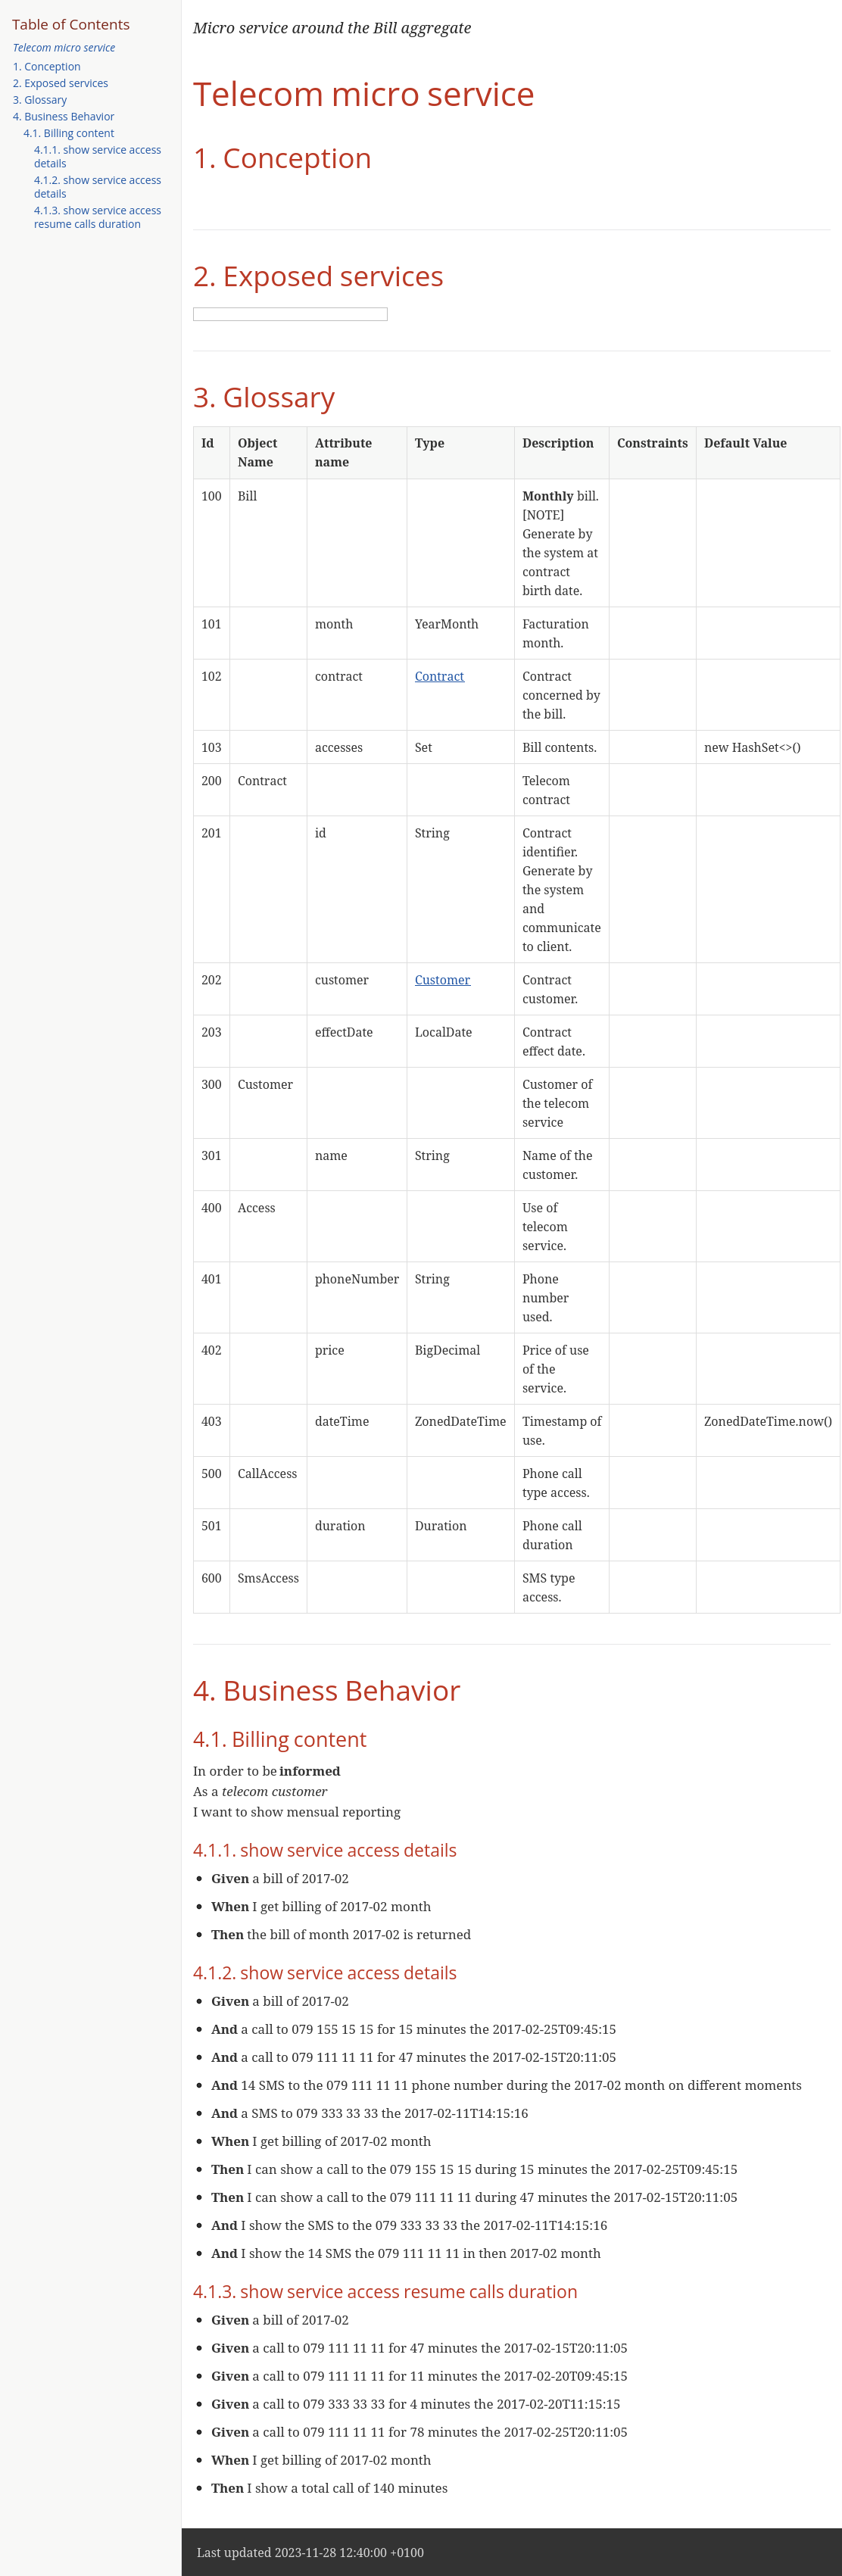 Table of Contents
Telecom micro service
1. Conception
2. Exposed services
3. Glossary
4. Business Behavior
4.1. Billing content
4.1.1. show service access
details
4.1.2. show service access
details
4.1.3. show service access
resume calls duration
Micro service around the Bill aggregate
Telecom micro service
1. Conception
2. Exposed services
3. Glossary
Id Object Name Attribute name Type Description Constraints Default Value
100 Bill Monthly bill. [NOTE] Generate by the system at contract birth date.
101 month YearMonth Facturation month.
102 contract Contract Contract concerned by the bill.
103 accesses Set Bill contents. new HashSet<>()
200 Contract Telecom contract
201 id String Contract identifier. Generate by the system and communicate to client.
202 customer Customer Contract customer.
203 effectDate LocalDate Contract effect date.
300 Customer Customer of the telecom service
301 name String Name of the customer.
400 Access Use of telecom service.
401 phoneNumber String Phone number used.
402 price BigDecimal Price of use of the service.
403 dateTime ZonedDateTime Timestamp of use. ZonedDateTime.now()
500 CallAccess Phone call type access.
501 duration Duration Phone call duration
600 SmsAccess SMS type access.
4. Business Behavior
4.1. Billing content
In order to be informed
As a telecom customer
I want to show mensual reporting
4.1.1. show service access details
Given a bill of 2017-02
When I get billing of 2017-02 month
Then the bill of month 2017-02 is returned
4.1.2. show service access details
Given a bill of 2017-02
And a call to 079 155 15 15 for 15 minutes the 2017-02-25T09:45:15
And a call to 079 111 11 11 for 47 minutes the 2017-02-15T20:11:05
And 14 SMS to the 079 111 11 11 phone number during the 2017-02 month on different moments
And a SMS to 079 333 33 33 the 2017-02-11T14:15:16
When I get billing of 2017-02 month
Then I can show a call to the 079 155 15 15 during 15 minutes the 2017-02-25T09:45:15
Then I can show a call to the 079 111 11 11 during 47 minutes the 2017-02-15T20:11:05
And I show the SMS to the 079 333 33 33 the 2017-02-11T14:15:16
And I show the 14 SMS the 079 111 11 11 in then 2017-02 month
4.1.3. show service access resume calls duration
Given a bill of 2017-02
Given a call to 079 111 11 11 for 47 minutes the 2017-02-15T20:11:05
Given a call to 079 111 11 11 for 11 minutes the 2017-02-20T09:45:15
Given a call to 079 333 33 33 for 4 minutes the 2017-02-20T11:15:15
Given a call to 079 111 11 11 for 78 minutes the 2017-02-25T20:11:05
When I get billing of 2017-02 month
Then I show a total call of 140 minutes
Last updated 2023-11-28 12:40:00 +0100